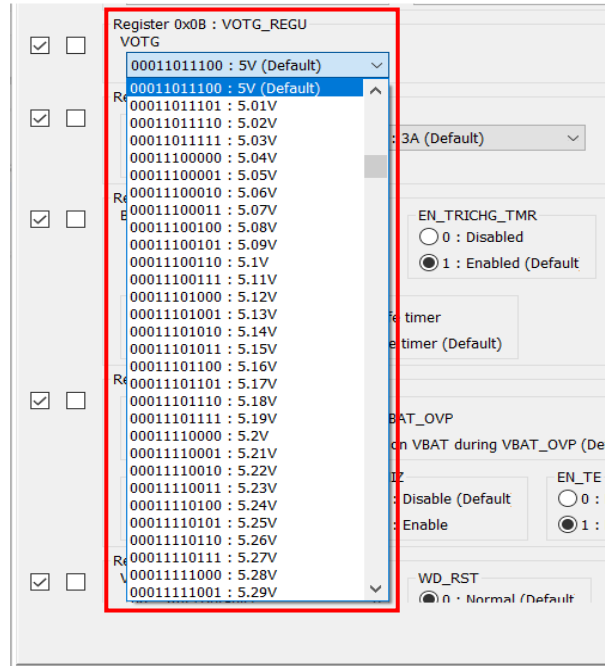 Register 0x0B : VOTG_REGU
VOTG
00011011100 : 5V (Default)
00011011100 : 5V (Default)
00011011101 : 5.01V
00011011110 : 5.02V
00011011111 : 5.03V
00011100000 : 5.04V
00011100001 : 5.05V
00011100010 : 5.06V
00011100011 : 5.07V
00011100100 : 5.08V
00011100101 : 5.09V
00011100110 : 5.1V
00011100111 : 5.11V
00011101000 : 5.12V
00011101001 : 5.13V
00011101010 : 5.14V
00011101011 : 5.15V
00011101100 : 5.16V
00011101101 : 5.17V
00011101110 : 5.18V
00011101111 : 5.19V
00011110000 : 5.2V
00011110001 : 5.21V
00011110010 : 5.22V
00011110011 : 5.23V
00011110100 : 5.24V
00011110101 : 5.25V
00011110110 : 5.26V
00011110111 : 5.27V
00011111000 : 5.28V
00011111001 : 5.29V
Re
: 3A (Default)
Re
EN_TRICHG_TMR
0 : Disabled
1 : Enabled (Default
timer
timer (Default)
Re
BAT_OVP
on VBAT during VBAT_OVP (De
IZ
: Disable (Default
: Enable
EN_TE
0 :
1 :
Re
WD_RST
0 : Normal (Default